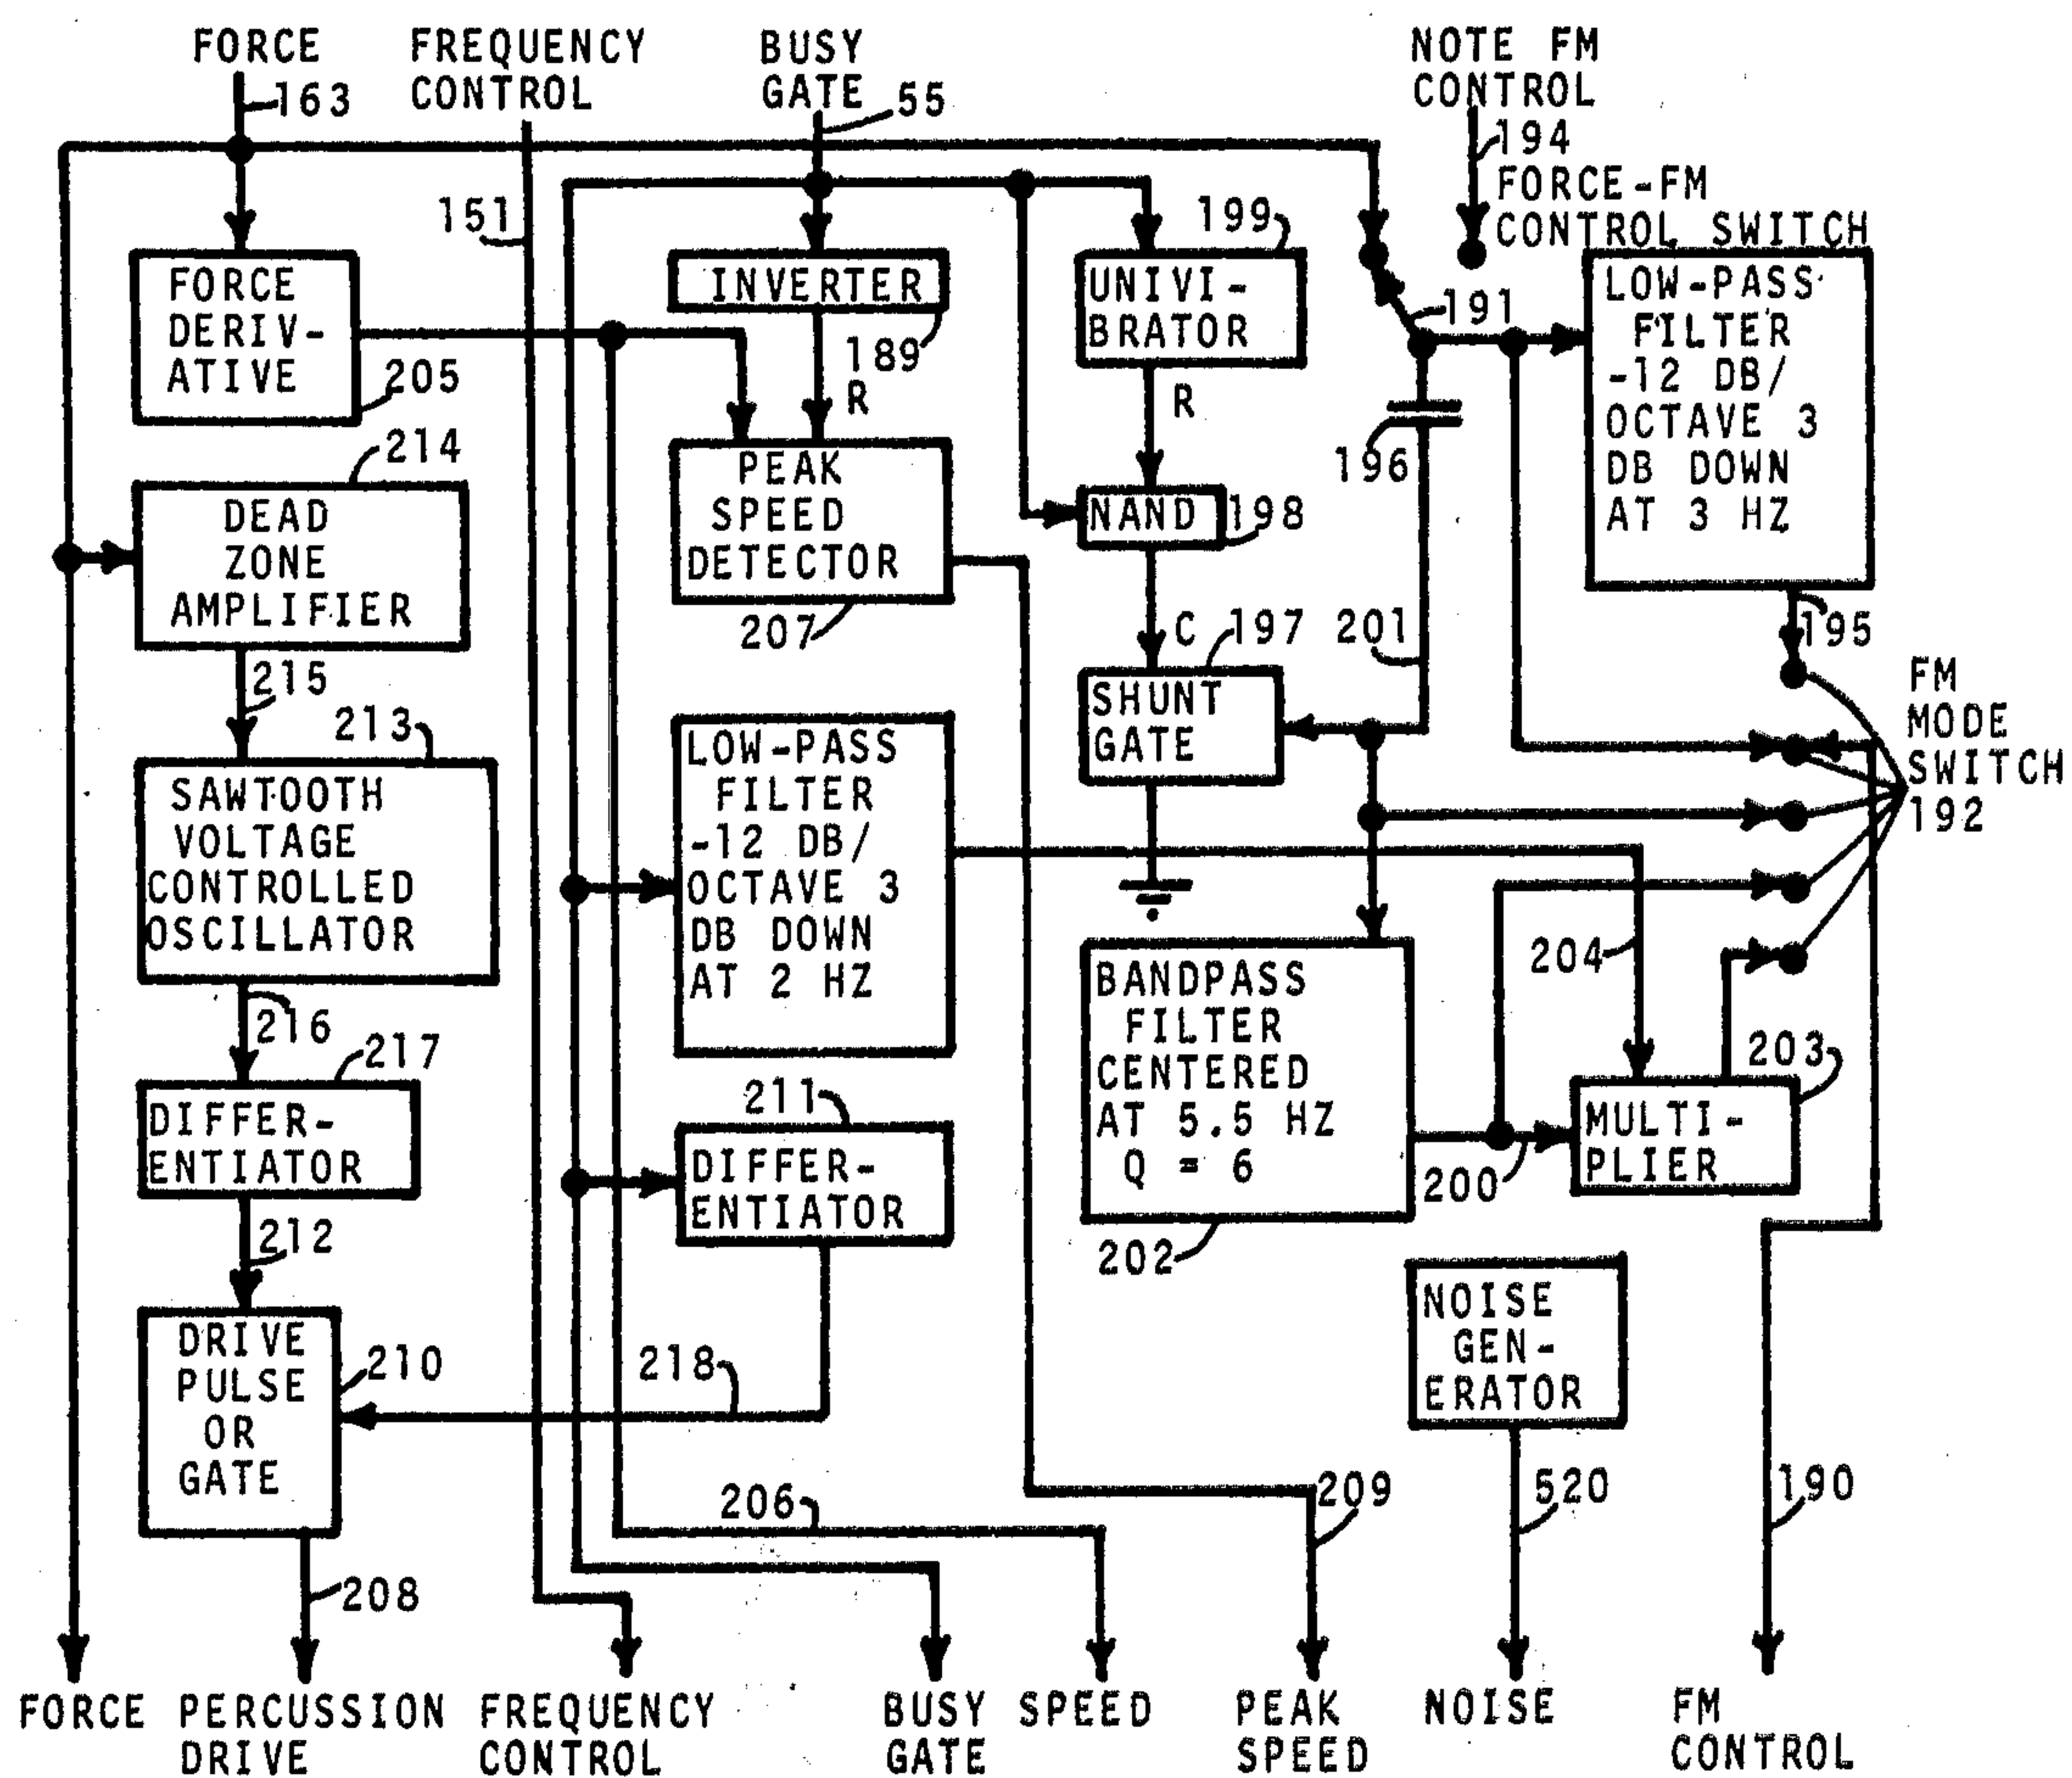 FORCE
163
FREQUENCY
CONTROL
BUSY
GATE
55
NOTE FM
CONTROL
194
FORCE-FM
CONTROL SWITCH
151
199
FORCE
DERIV-
ATIVE
205
INVERTER
189
R
UNIVI-
BRATOR
R
191
196
LOW-PASS
FILTER
-12 DB/
OCTAVE 3
DB DOWN
AT 3 HZ
195
214
DEAD
ZONE
AMPLIFIER
215
PEAK
SPEED
DETECTOR
207
NAND
198
C
197
201
SHUNT
GATE
FM
MODE
SWITCH
192
213
SAWTOOTH
VOLTAGE
CONTROLLED
OSCILLATOR
216
LOW-PASS
FILTER
-12 DB/
OCTAVE 3
DB DOWN
AT 2 HZ
204
BANDPASS
FILTER
CENTERED
AT 5.5 HZ
Q = 6
202
200
203
MULTI-
PLIER
217
DIFFER-
ENTIATOR
212
211
DIFFER-
ENTIATOR
218
DRIVE
PULSE
OR
GATE
210
208
NOISE
GEN-
ERATOR
206
209
520
190
FORCE
PERCUSSION
DRIVE
FREQUENCY
CONTROL
BUSY
GATE
SPEED
PEAK
SPEED
NOISE
FM
CONTROL